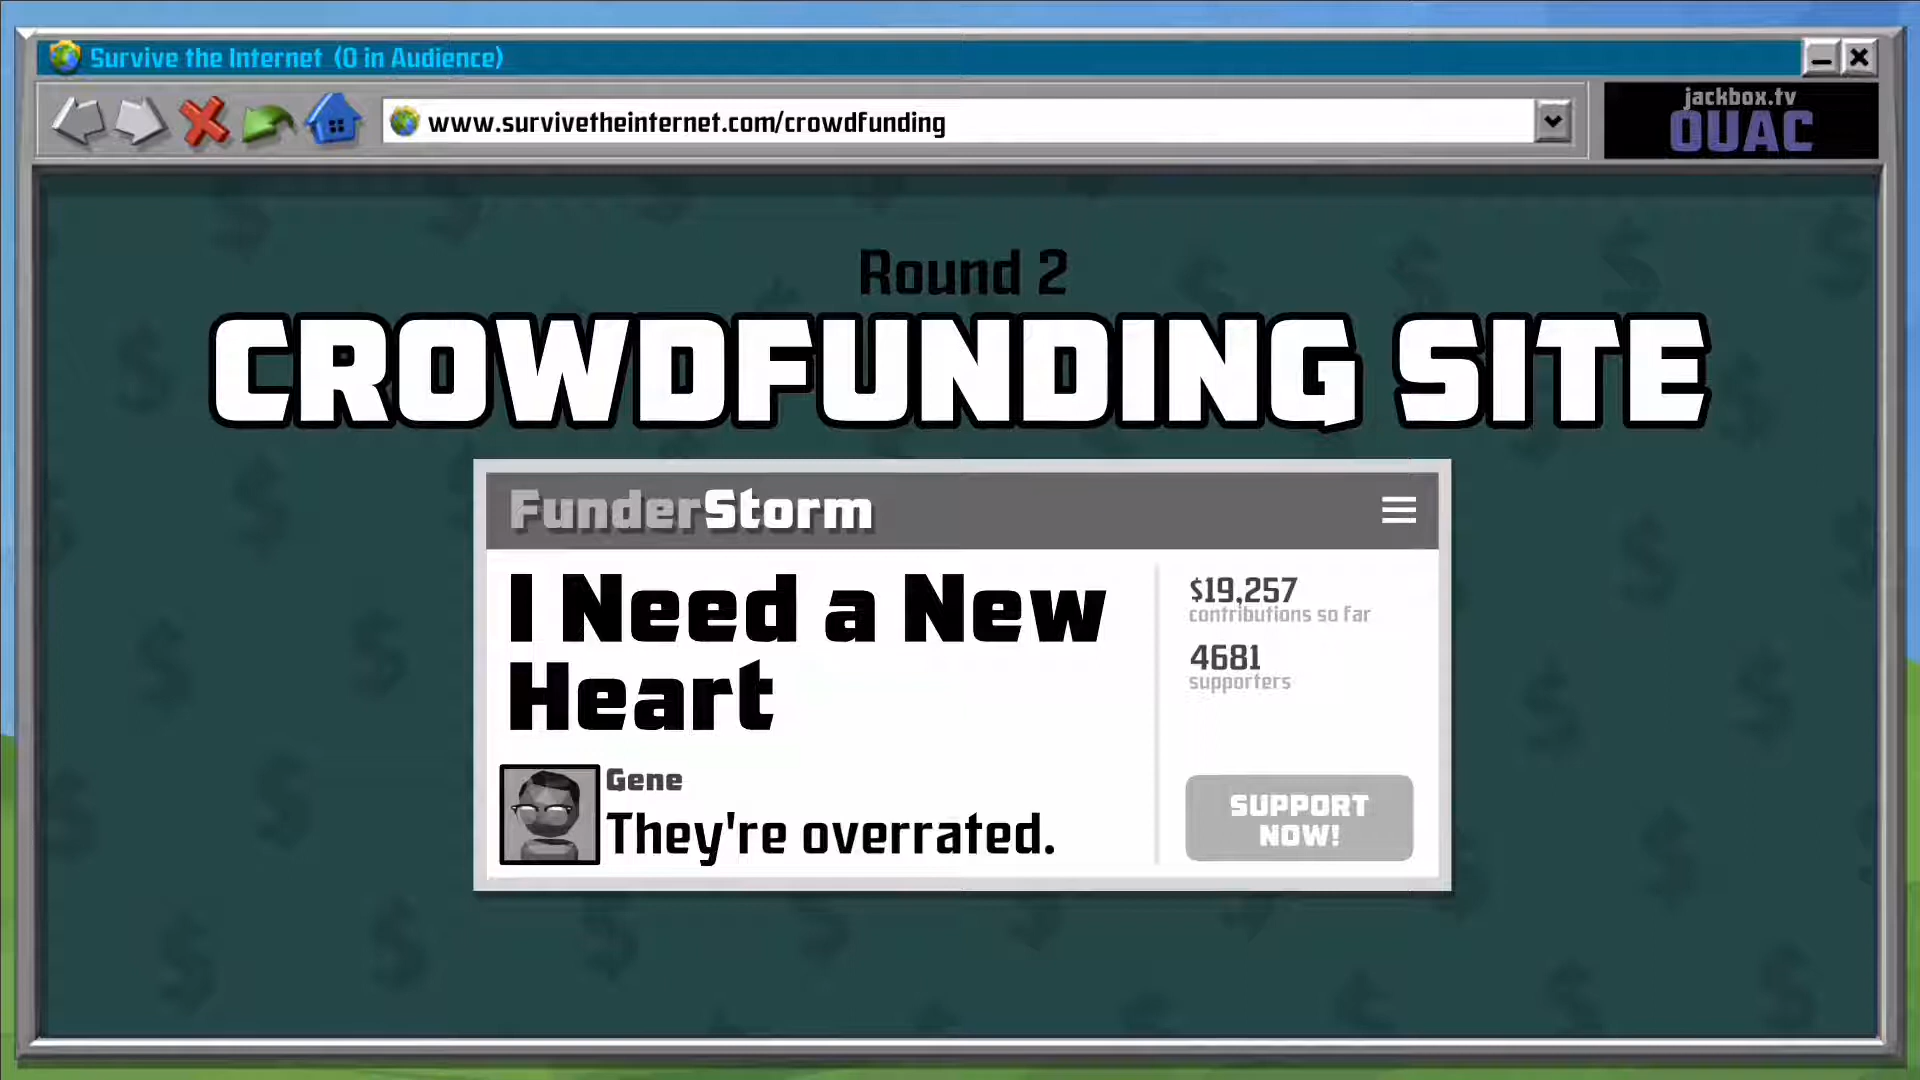 Survive the Internet (0 in Audience)
www.survivetheinternet.com/crowdfunding
jackbox.tv
OUAC
Round 2
CROWDFUNDING SITE
FunderStorm
I Need a New
Heart
$19,257
contributions so far
4681
supporters
Gene
They're overrated.
SUPPORT
NOW!